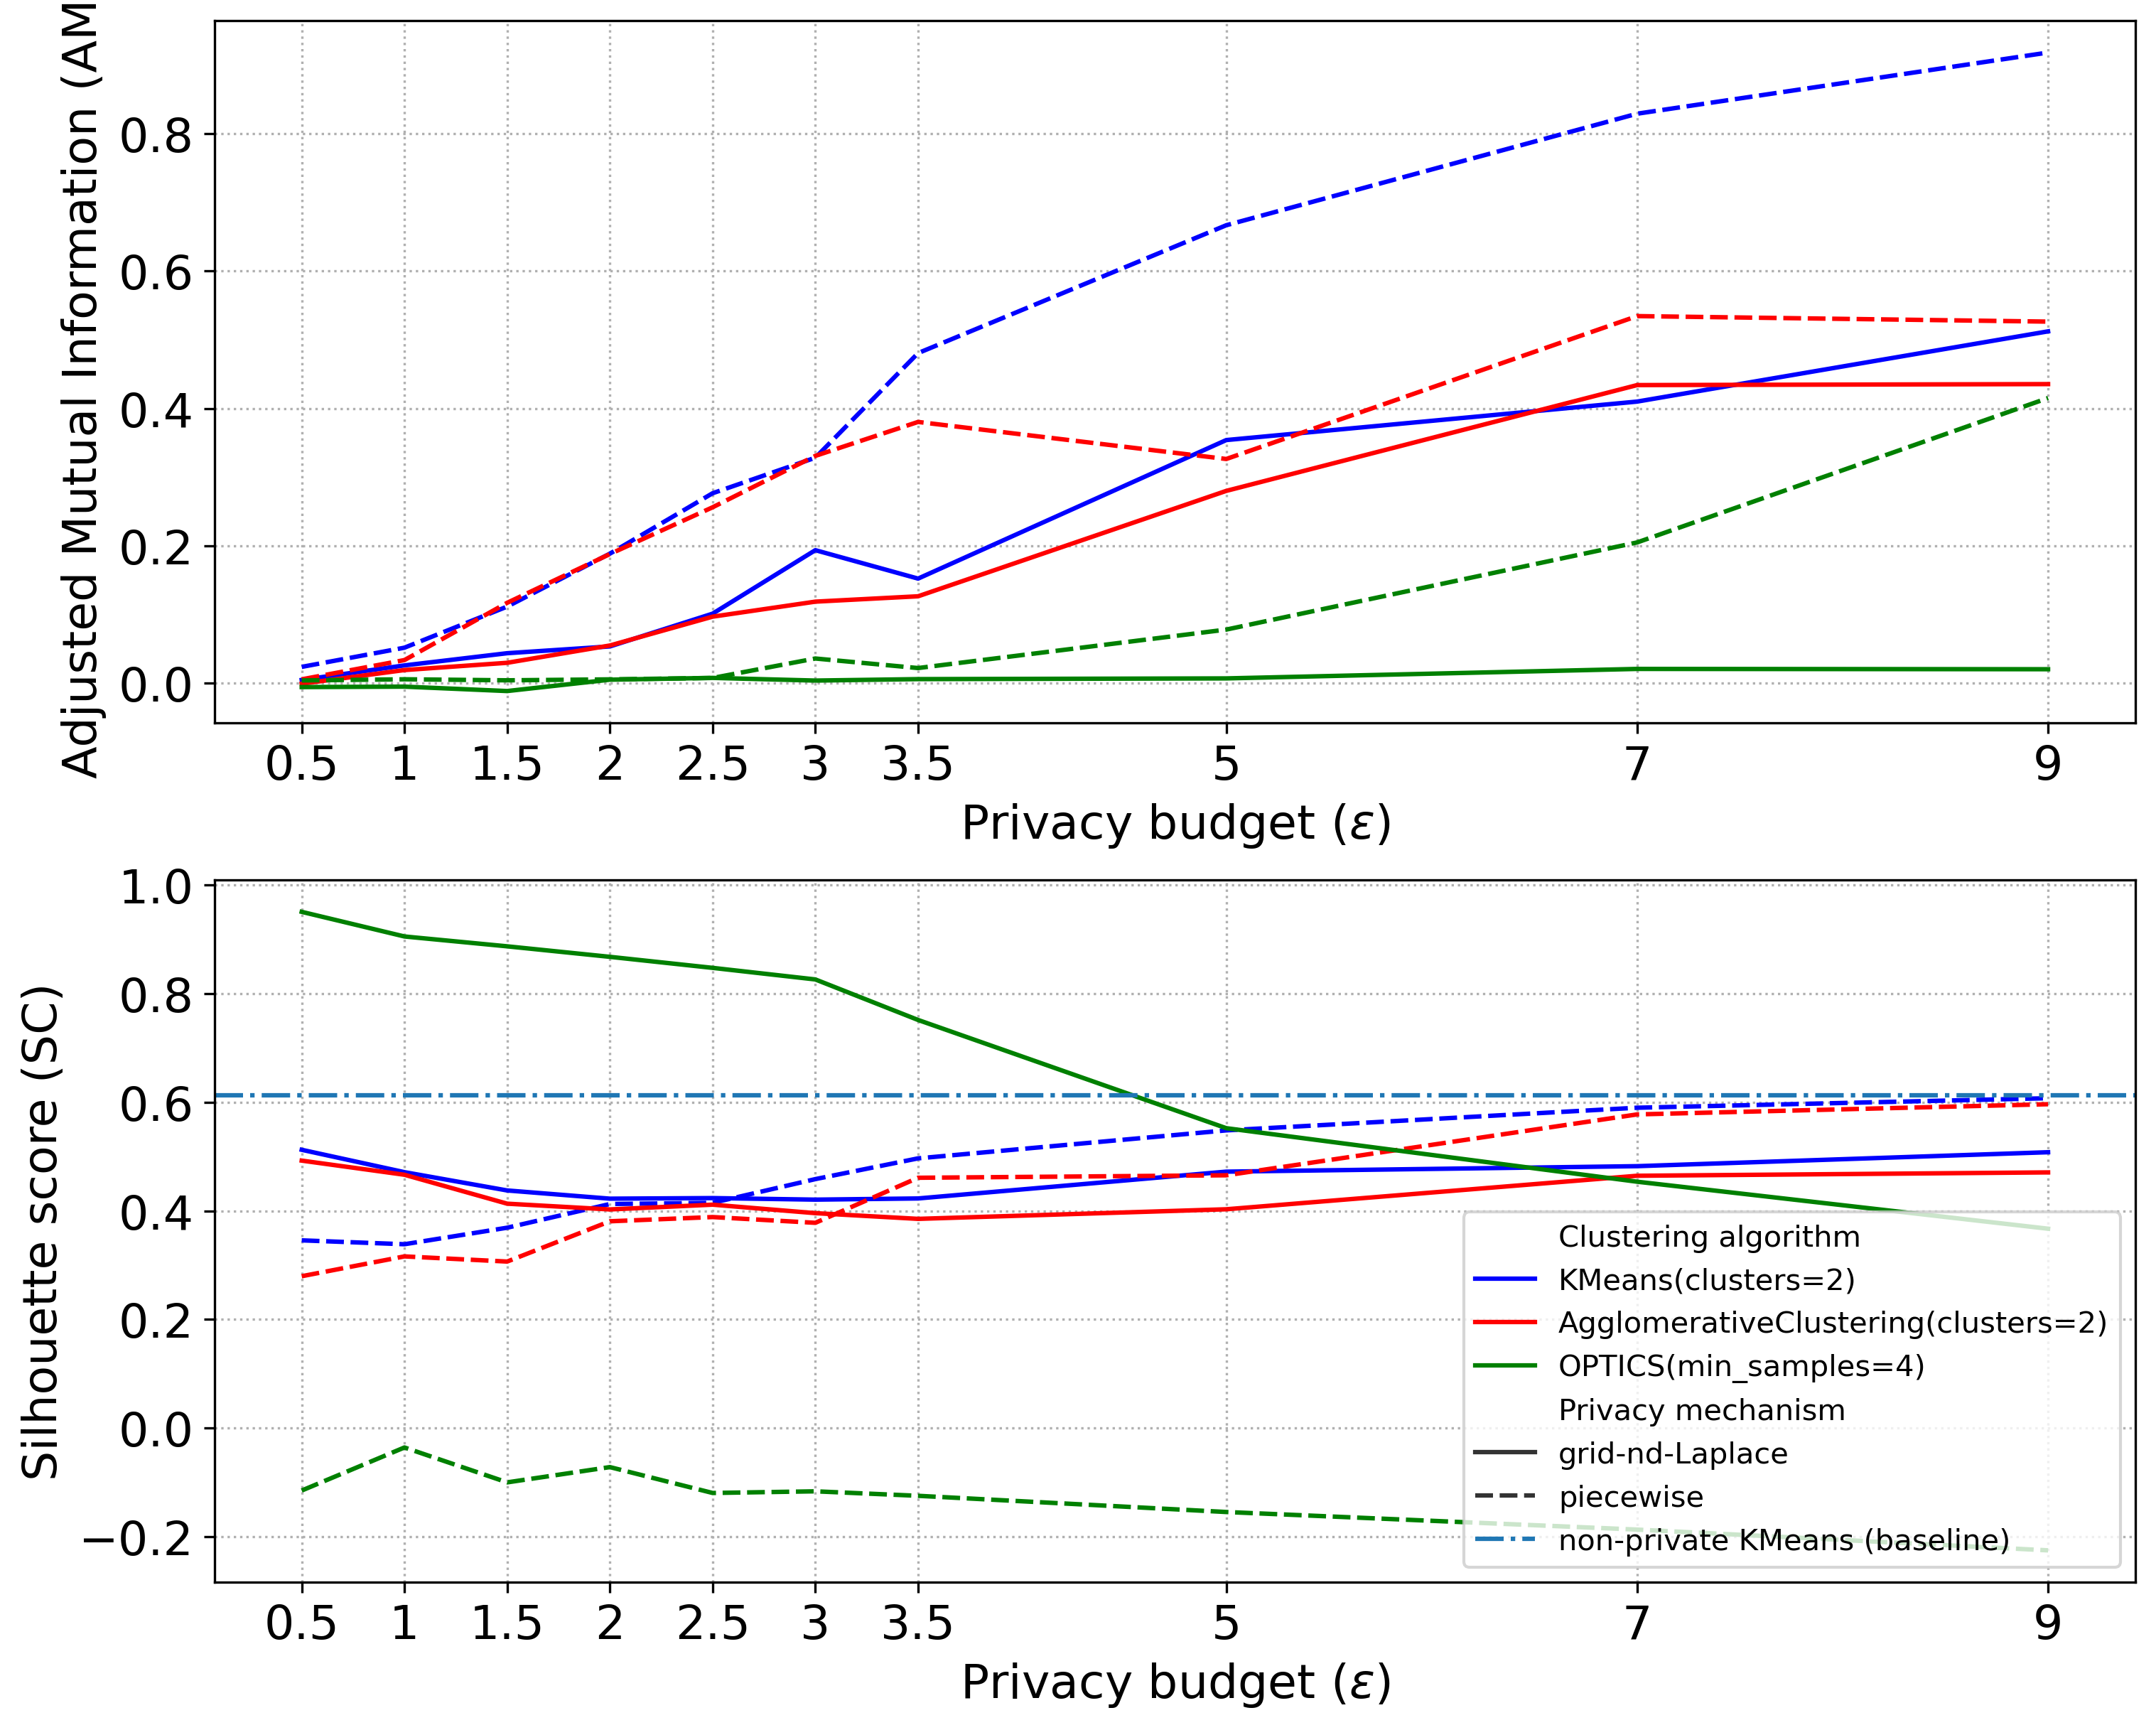 Adjusted Mutual Information (AM
0.8
0.6
0.4
0.2
0.0
0.5 1 1.5 2 2.5 3 3.5 5 7 9
Privacy budget (ε)
Silhouette score (SC)
1.0
0.8
0.6
0.4
0.2
0.0
−0.2
Clustering algorithm
KMeans(clusters=2)
AgglomerativeClustering(clusters=2)
OPTICS(min_samples=4)
Privacy mechanism
grid-nd-Laplace
piecewise
non-private KMeans (baseline)
0.5 1 1.5 2 2.5 3 3.5 5 7 9
Privacy budget (ε)